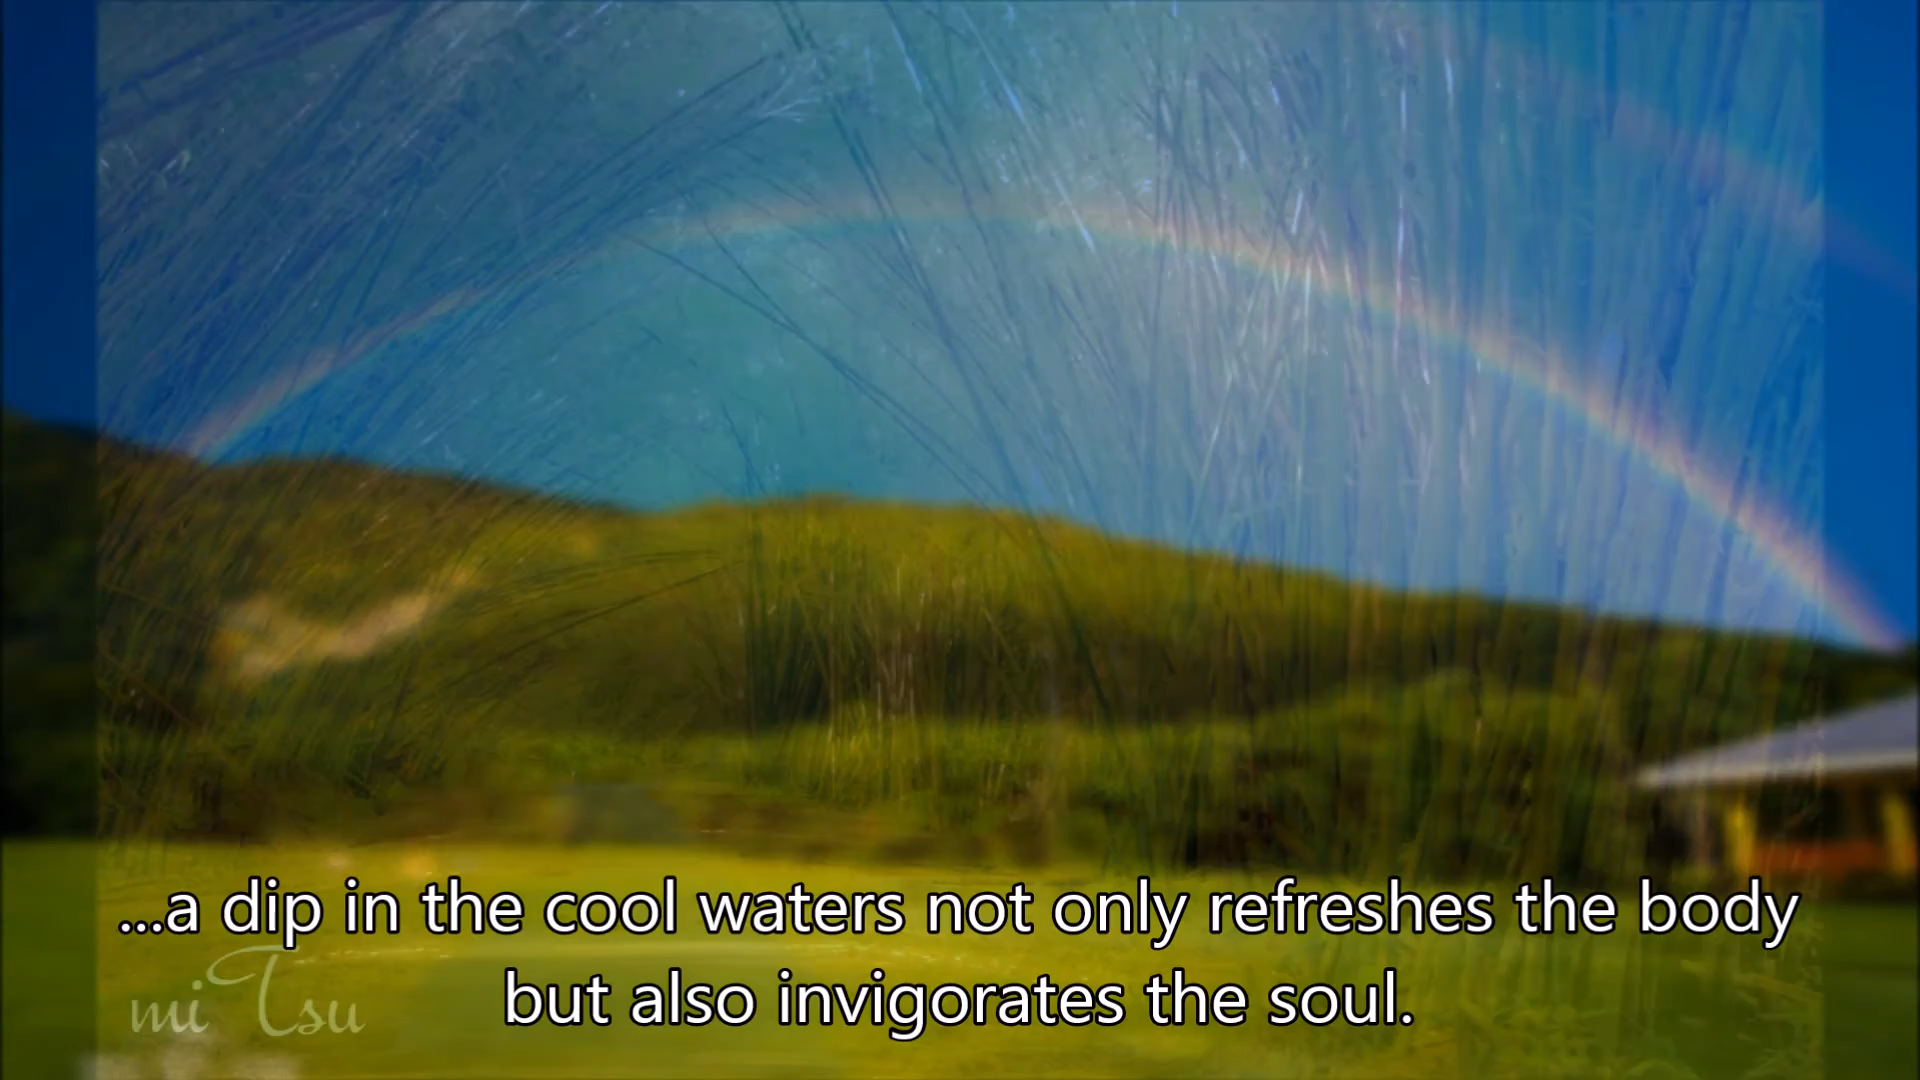 ...a dip in the cool waters not only refreshes the body
but also invigorates the soul.
mi Tsu